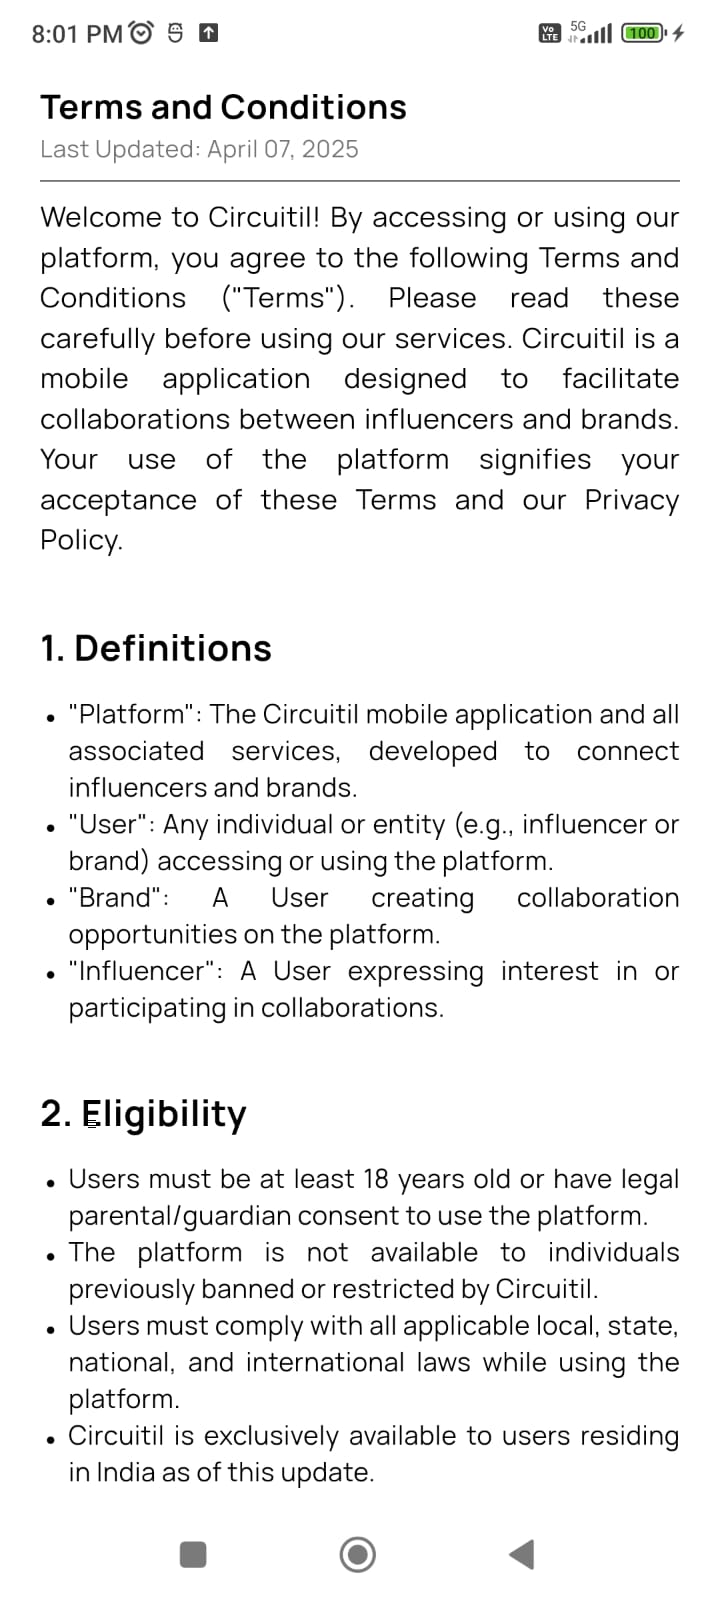 8:01 PM
Vo LTE 5G 100
Terms and Conditions
Last Updated: April 07, 2025
Welcome to Circuitil! By accessing or using our
platform, you agree to the following Terms and
Conditions ("Terms"). Please read these
carefully before using our services. Circuitil is a
mobile application designed to facilitate
collaborations between influencers and brands.
Your use of the platform signifies your
acceptance of these Terms and our Privacy
Policy.
1. Definitions
• "Platform": The Circuitil mobile application and all
associated services, developed to connect
influencers and brands.
• "User": Any individual or entity (e.g., influencer or
brand) accessing or using the platform.
• "Brand": A User creating collaboration
opportunities on the platform.
• "Influencer": A User expressing interest in or
participating in collaborations.
2. Eligibility
• Users must be at least 18 years old or have legal
parental/guardian consent to use the platform.
• The platform is not available to individuals
previously banned or restricted by Circuitil.
• Users must comply with all applicable local, state,
national, and international laws while using the
platform.
• Circuitil is exclusively available to users residing
in India as of this update.